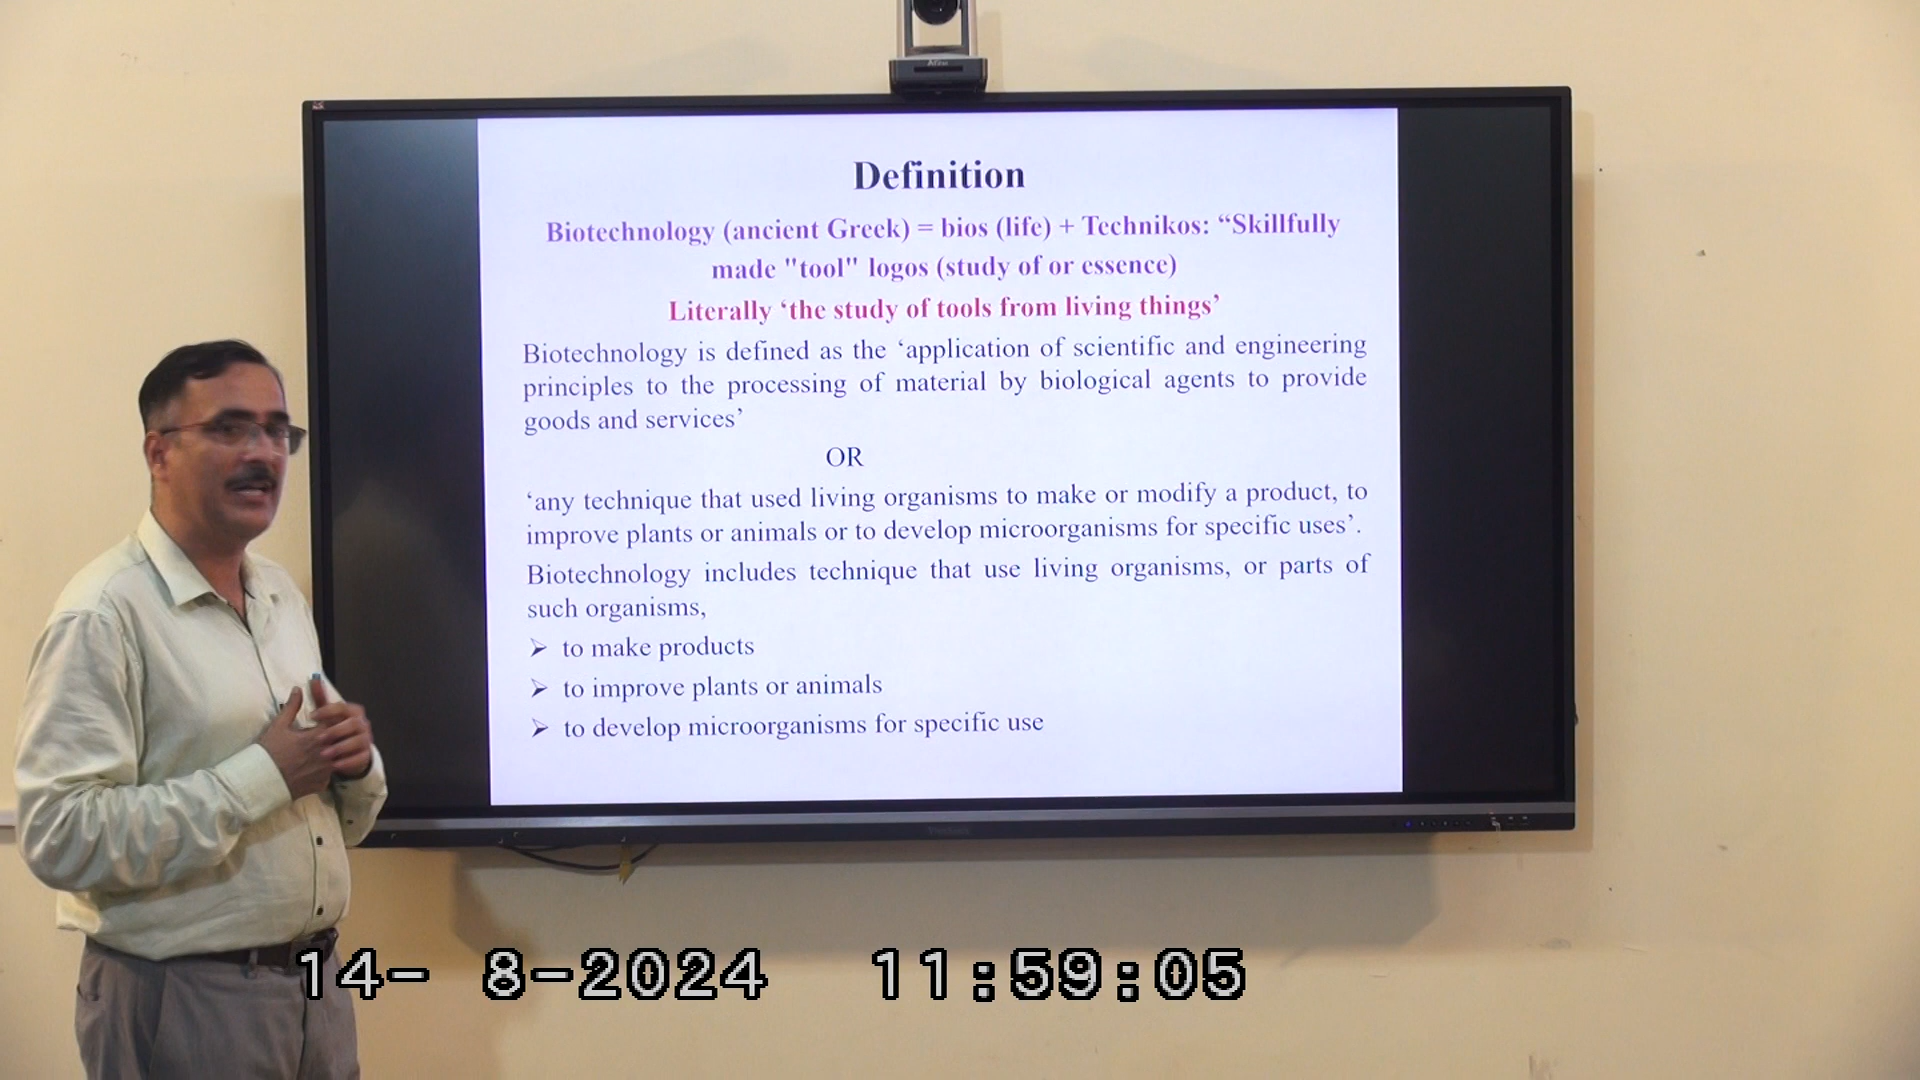 Definition
Biotechnology (ancient Greek) = bios (life) + Technikos: “Skillfully
made "tool" logos (study of or essence)
Literally ‘the study of tools from living things’
Biotechnology is defined as the ‘application of scientific and engineering
principles to the processing of material by biological agents to provide
goods and services’
OR
‘any technique that used living organisms to make or modify a product, to
improve plants or animals or to develop microorganisms for specific uses’.
Biotechnology includes technique that use living organisms, or parts of
such organisms,
➢ to make products
➢ to improve plants or animals
➢ to develop microorganisms for specific use
14- 8-2024 11:59:05